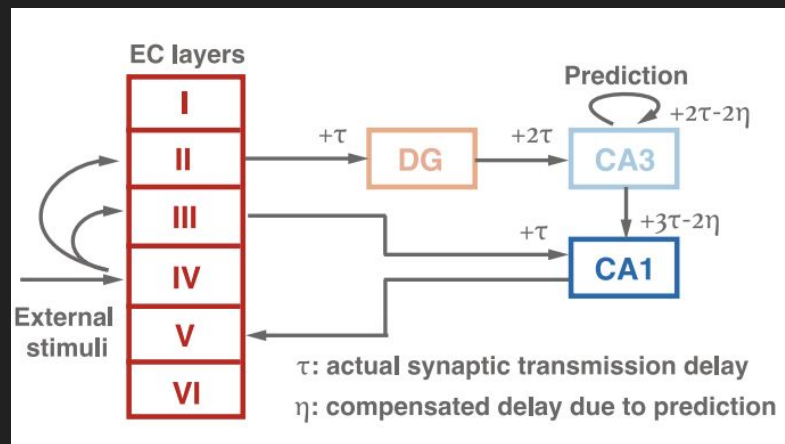 EC layers
I
II
III
IV
V
VI
External
stimuli
+τ
DG
+2τ
Prediction
+2τ-2η
CA3
+3τ-2η
+τ
CA1
τ: actual synaptic transmission delay
η: compensated delay due to prediction